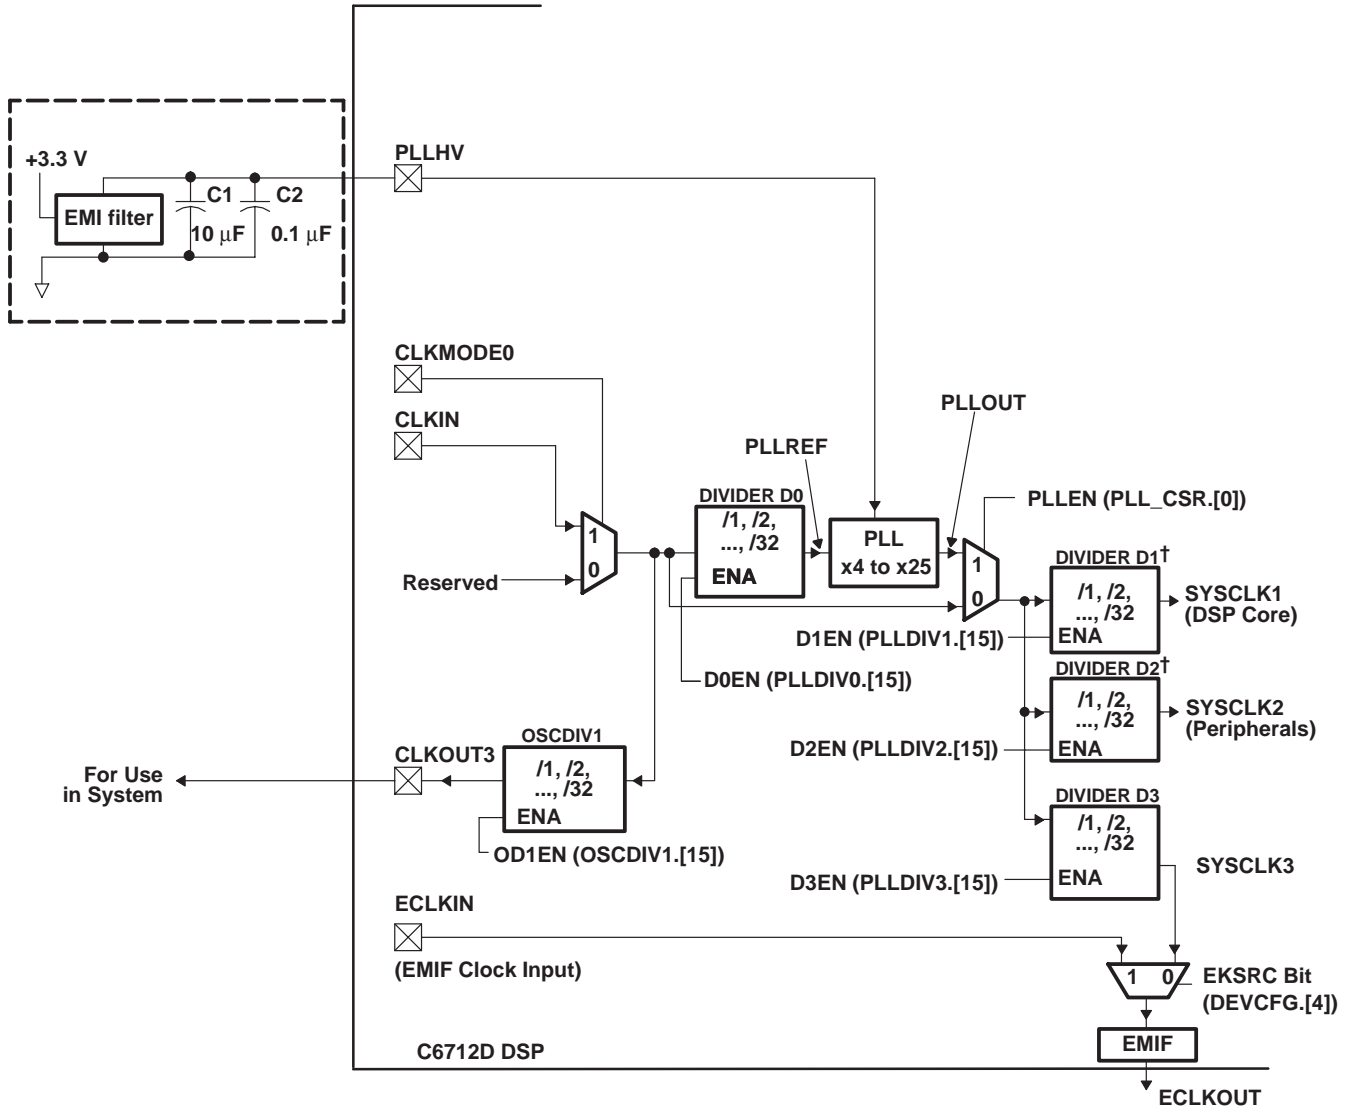 +3.3 V
EMI filter
C1
C2
10 μF
0.1 μF
PLLHV
CLKMODE0
CLKIN
Reserved
1
0
PLLREF
PLLOUT
DIVIDER D0
/1, /2,
..., /32
ENA
D0EN (PLLDIV0.[15])
PLL
x4 to x25
PLLEN (PLL_CSR.[0])
1
0
DIVIDER D1†
/1, /2,
..., /32
ENA
D1EN (PLLDIV1.[15])
SYSCLK1
(DSP Core)
DIVIDER D2†
/1, /2,
..., /32
ENA
D2EN (PLLDIV2.[15])
SYSCLK2
(Peripherals)
DIVIDER D3
/1, /2,
..., /32
ENA
D3EN (PLLDIV3.[15])
SYSCLK3
For Use
in System
CLKOUT3
OSCDIV1
/1, /2,
..., /32
ENA
OD1EN (OSCDIV1.[15])
ECLKIN
(EMIF Clock Input)
1 0
EKSRC Bit
(DEVCFG.[4])
EMIF
C6712D DSP
ECLKOUT